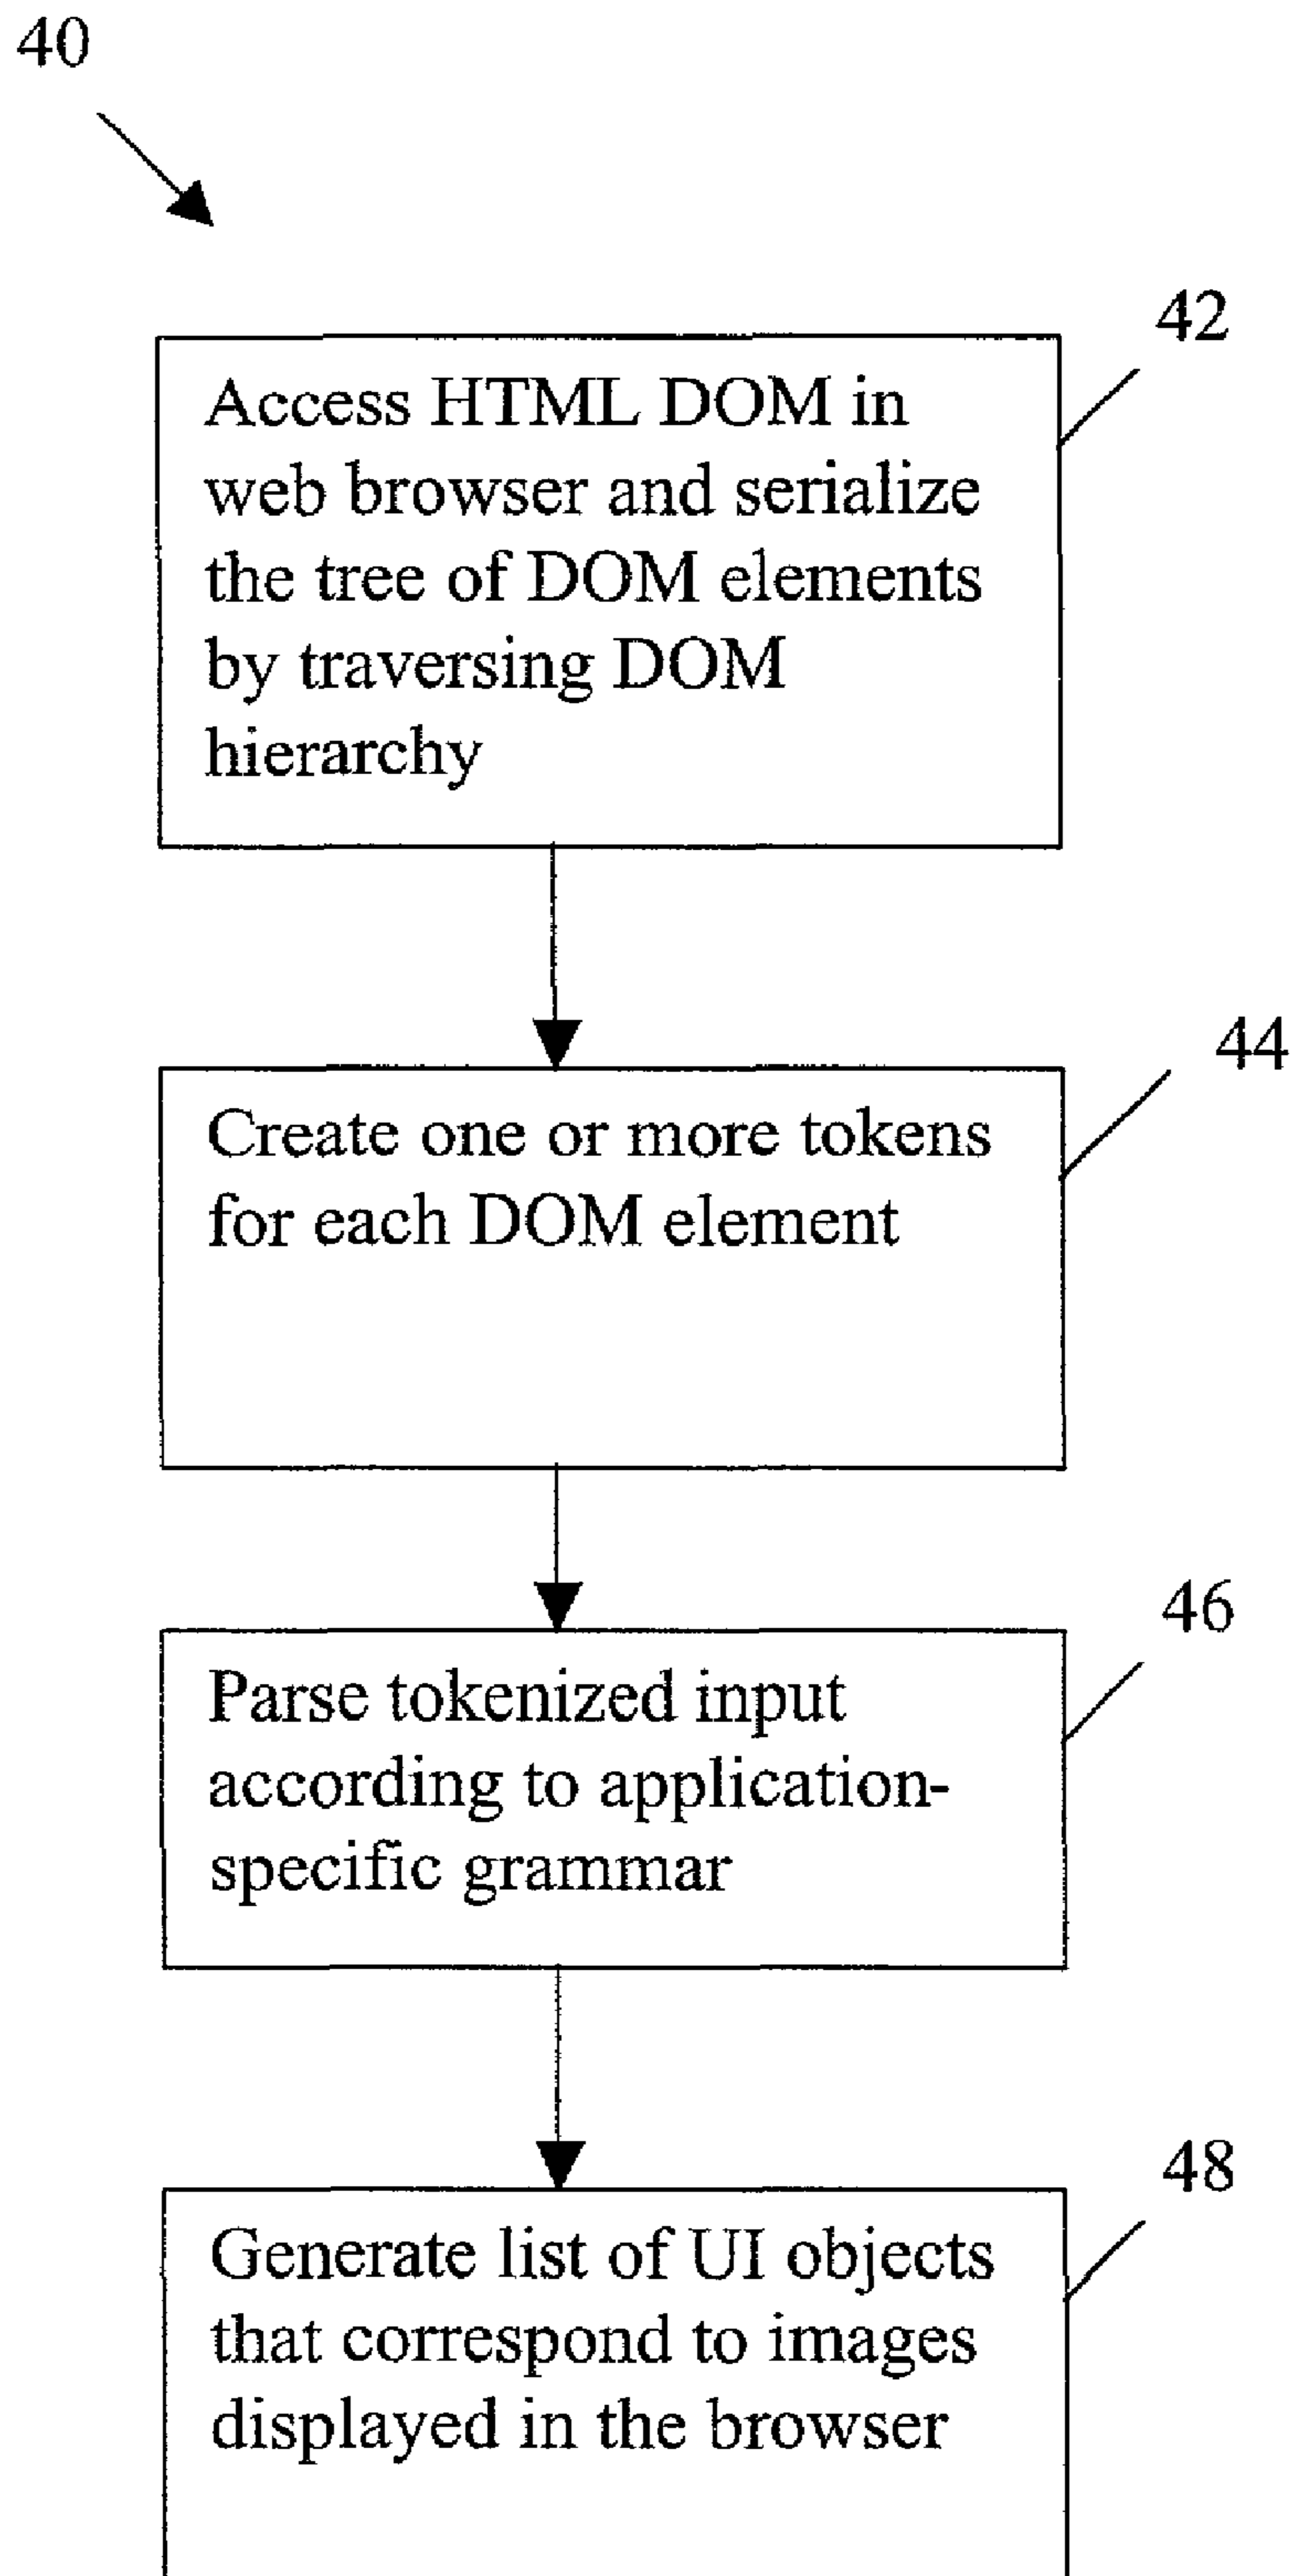 40
42
Access HTML DOM in
web browser and serialize
the tree of DOM elements
by traversing DOM
hierarchy
44
Create one or more tokens
for each DOM element
46
Parse tokenized input
according to application-
specific grammar
48
Generate list of UI objects
that correspond to images
displayed in the browser